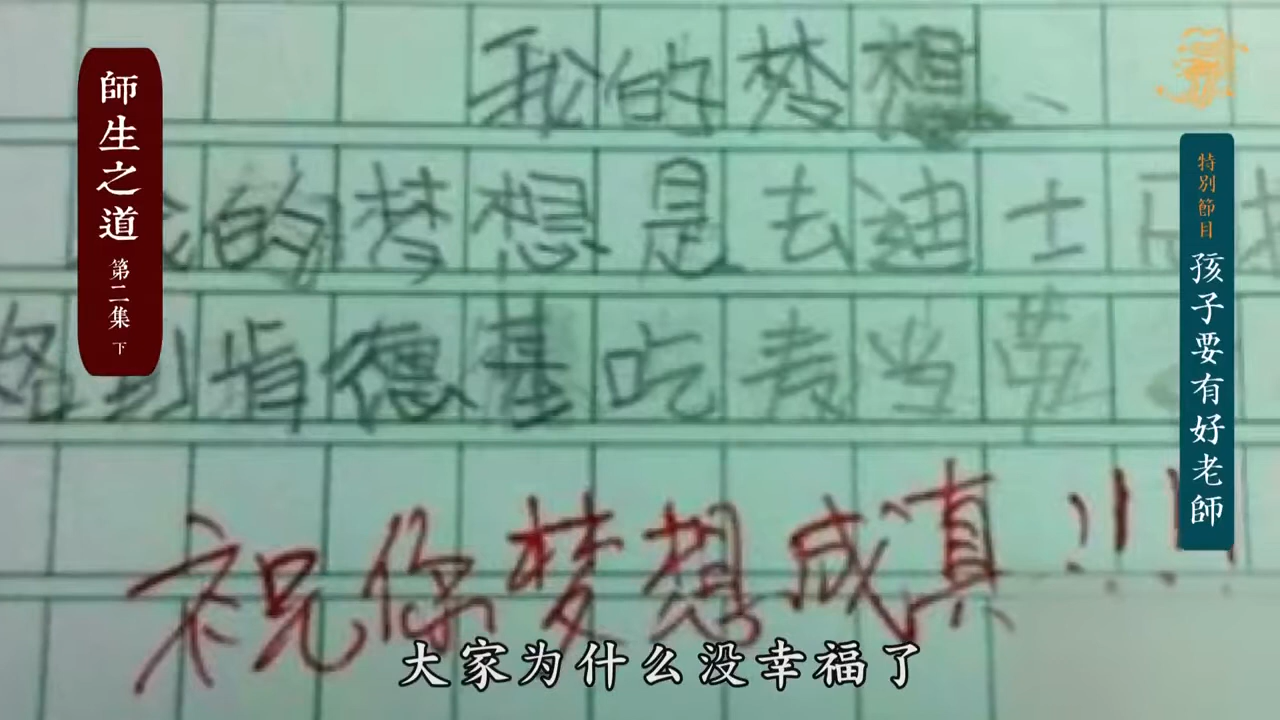 師生之道
第二集 下
特別節目
孩子要有好老師
我的梦想
的梦想是去迪士
到肯德基吃麦当劳。
祝你梦想成真!!!
大家为什么没幸福了